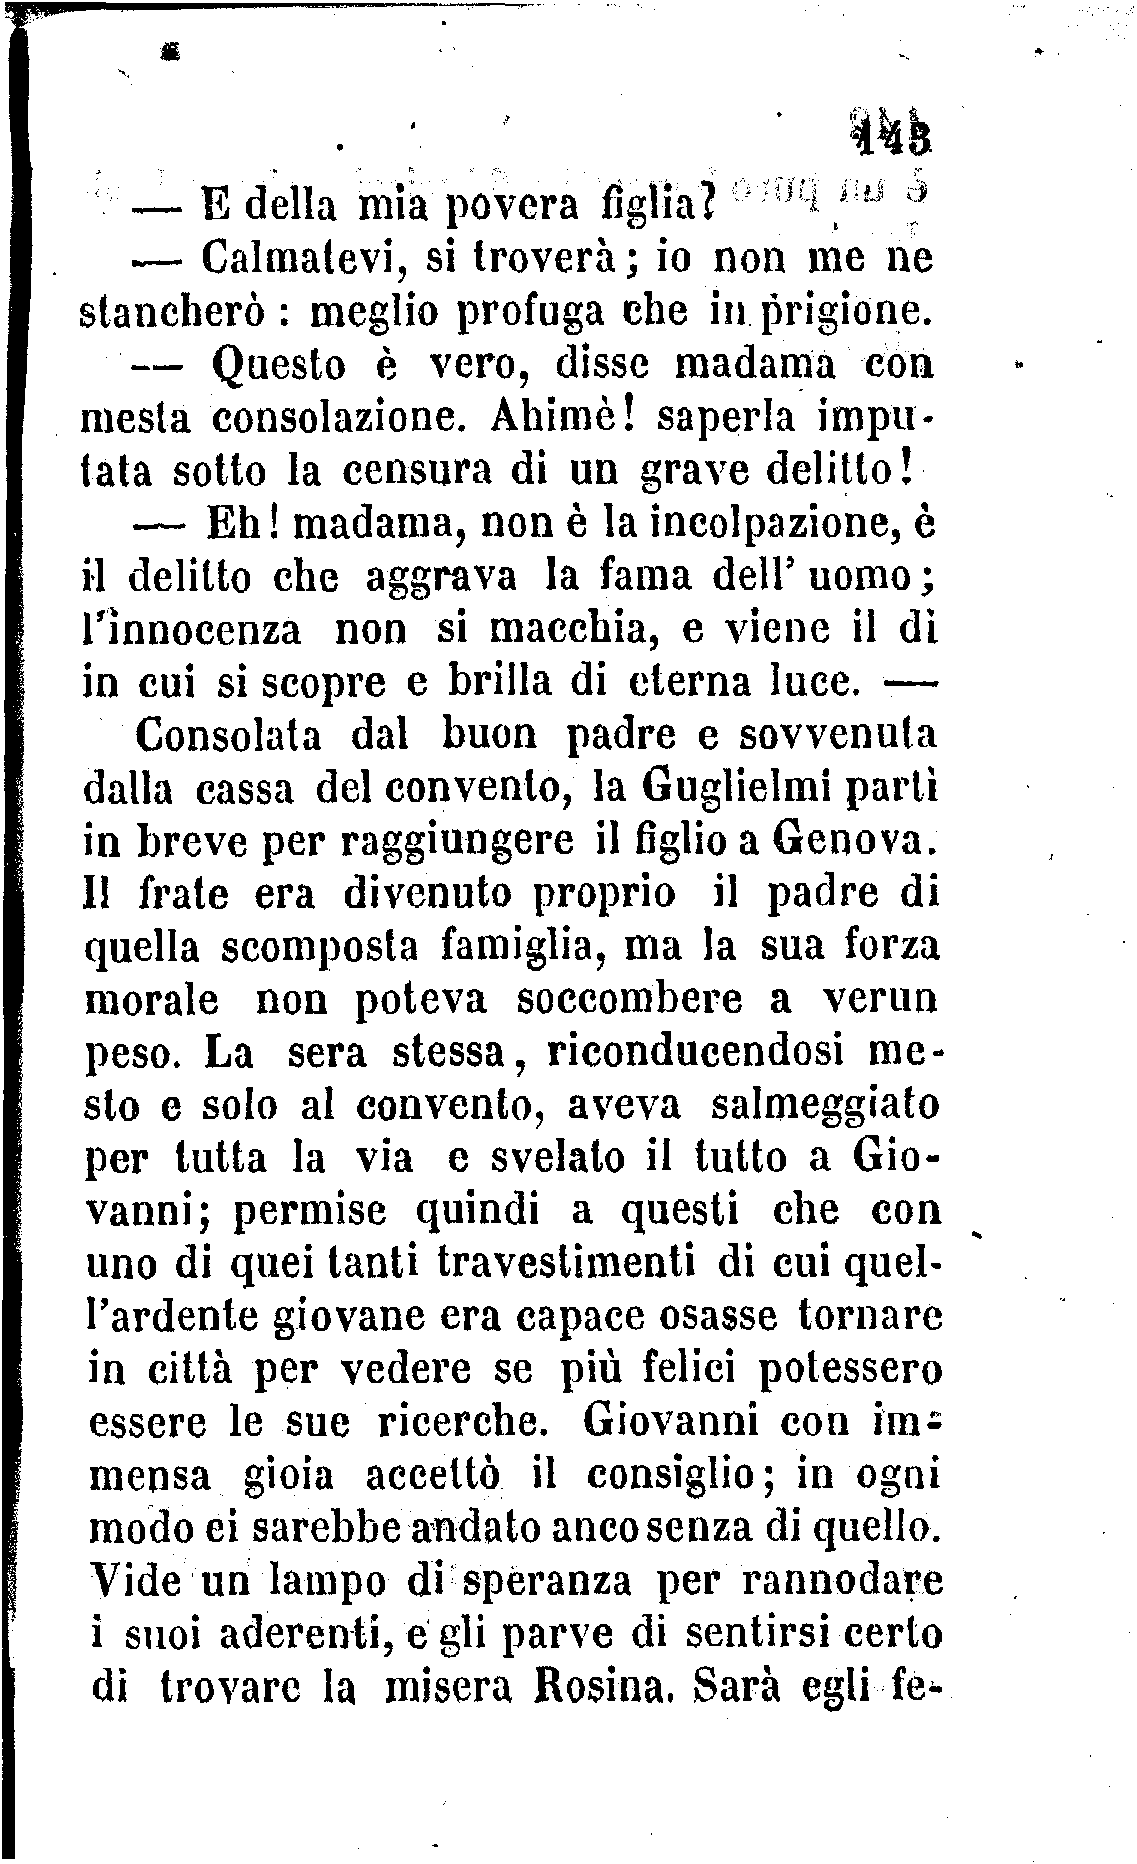 143
— E della mia povera figlia?
— Calmatevi, si troverà; io non me ne
stancherò : meglio profuga che in prigione.
— Questo è vero, disse madama con
mesta consolazione. Ahimè! saperla impu-
tata sotto la censura di un grave delitto!
— Eh! madama, non è la incolpazione, è
il delitto che aggrava la fama dell' uomo;
l'innocenza non si macchia, e viene il dì
in cui si scopre e brilla di eterna luce. —
Consolata dal buon padre e sovvenuta
dalla cassa del convento, la Guglielmi partì
in breve per raggiungere il figlio a Genova.
Il frate era divenuto proprio il padre di
quella scomposta famiglia, ma la sua forza
morale non poteva soccombere a verun
peso. La sera stessa, riconducendosi me-
sto e solo al convento, aveva salmeggiato
per tutta la via e svelato il tutto a Gio-
vanni; permise quindi a questi che con
uno di quei tanti travestimenti di cui quel-
l'ardente giovane era capace osasse tornare
in città per vedere se più felici potessero
essere le sue ricerche. Giovanni con im-
mensa gioia accettò il consiglio; in ogni
modo ei sarebbe andato anco senza di quello.
Vide un lampo di speranza per rannodare
i suoi aderenti, e gli parve di sentirsi certo
di trovare la misera Rosina. Sarà egli fe-